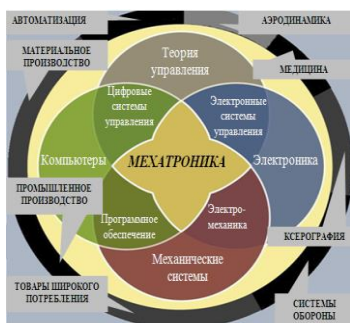 АВТОМАТИЗАЦИЯ
АЭРОДИНАМИКА
МАТЕРИАЛЬНОЕ
ПРОИЗВОДСТВО
Теория
управления
МЕДИЦИНА
Цифровые
системы
управления
Электронные
системы
управления
Компьютеры
МЕХАТРОНИКА
Электроника
ПРОМЫШЛЕННОЕ
ПРОИЗВОДСТВО
Программное
обеспечение
Электро-
механика
КСЕРОГРАФИЯ
Механические
системы
ТОВАРЫ ШИРОКОГО
ПОТРЕБЛЕНИЯ
СИСТЕМЫ
ОБОРОНЫ